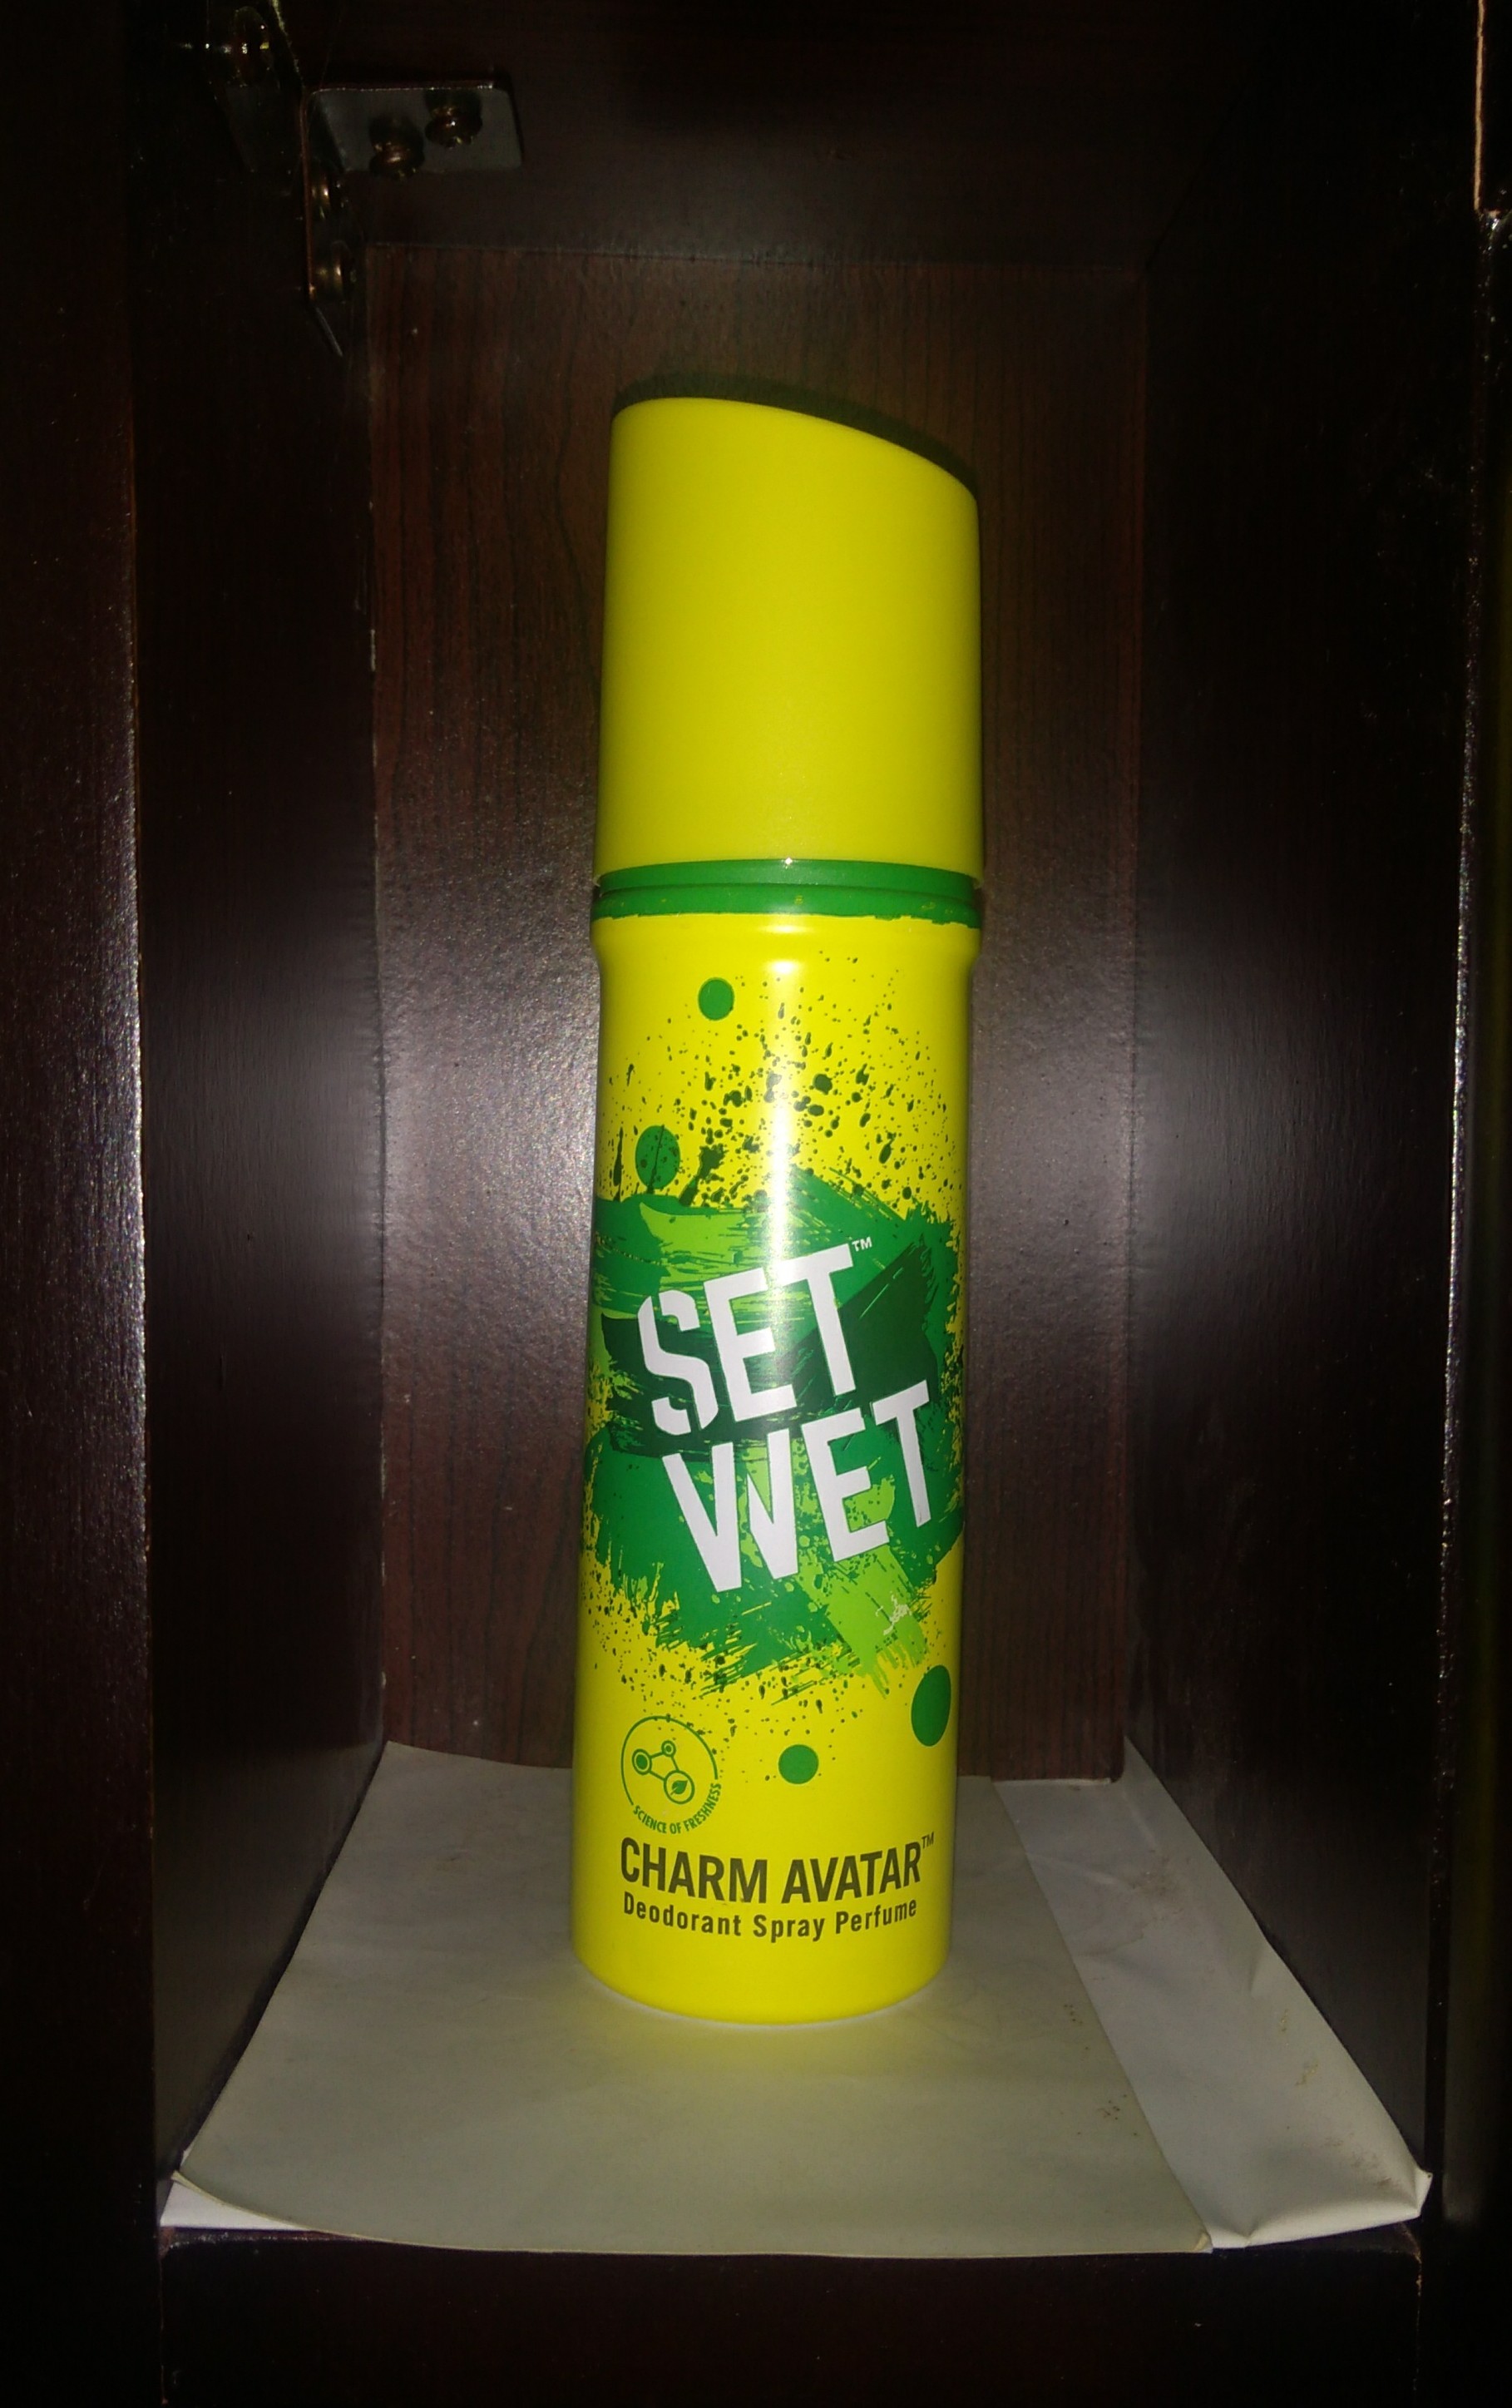 SET™
WET
SCIENCE OF FRESHNESS
CHARM AVATAR™
Deodorant Spray Perfume